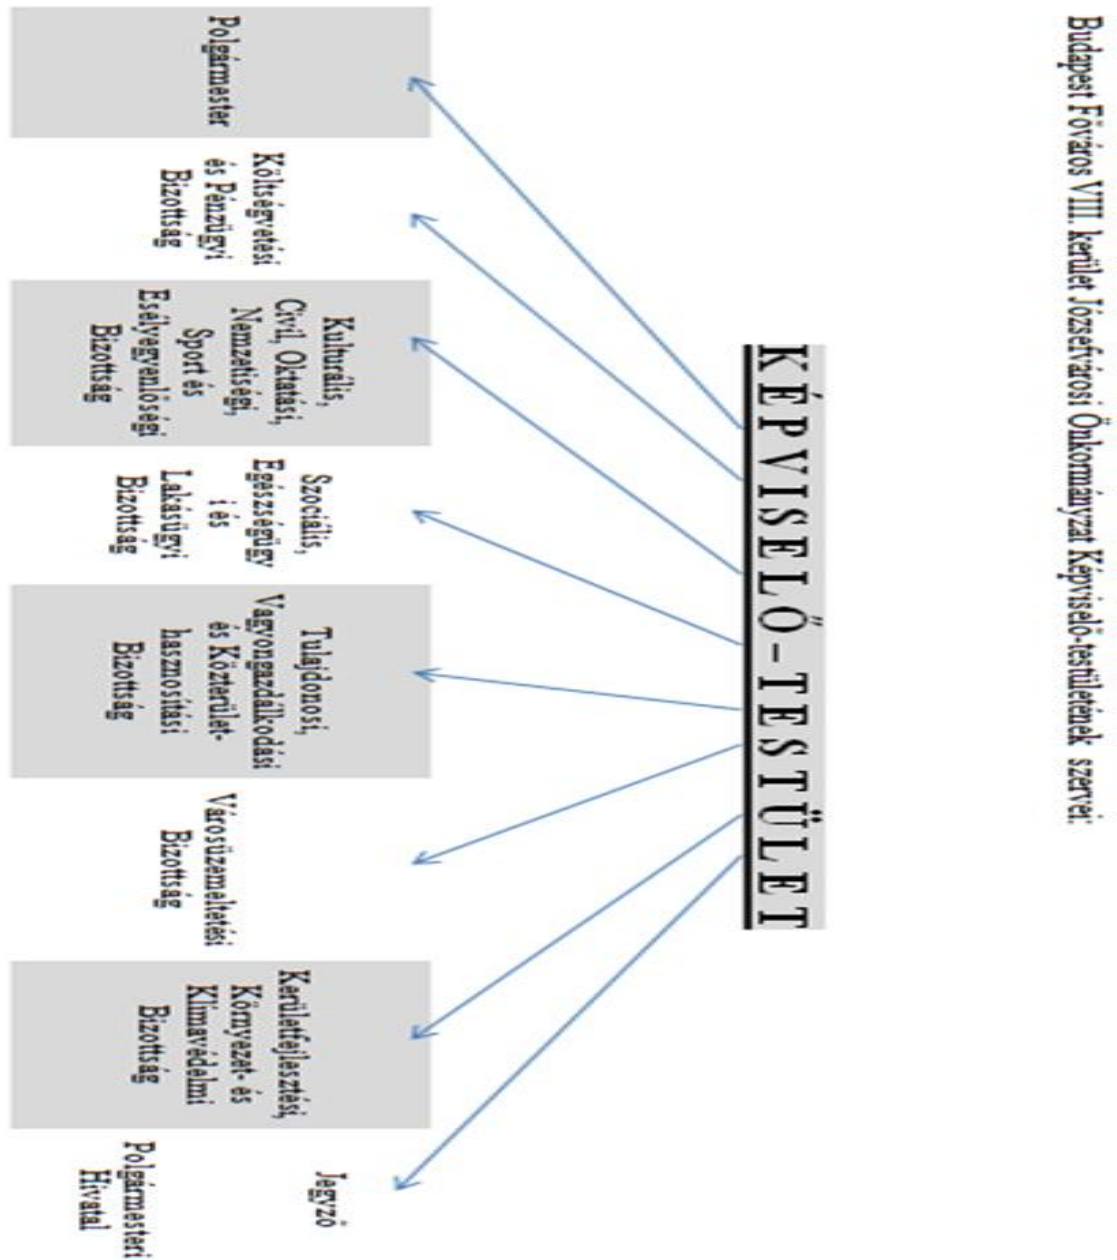 Budapest Főváros VIII. kerület Józsefvárosi Önkormányzat Képviselő-testületének szervei:
KÉPVISELŐ-TESTÜLET
Polgármester
Költségvetési
és Pénzügyi
Bizottság
Kulturális,
Civil, Oktatási,
Nemzetiségi,
Sport és
Esélyegyenlőségi
Bizottság
Szociális,
Egészségügy
i és
Lakásügyi
Bizottság
Tulajdonosi,
Vagyongazdálkodási
és Közterület-
hasznosítási
Bizottság
Városüzemeltetési
Bizottság
Kerületfejlesztési,
Környezet- és
Klímavédelmi
Bizottság
Jegyző
Polgármesteri
Hivatal